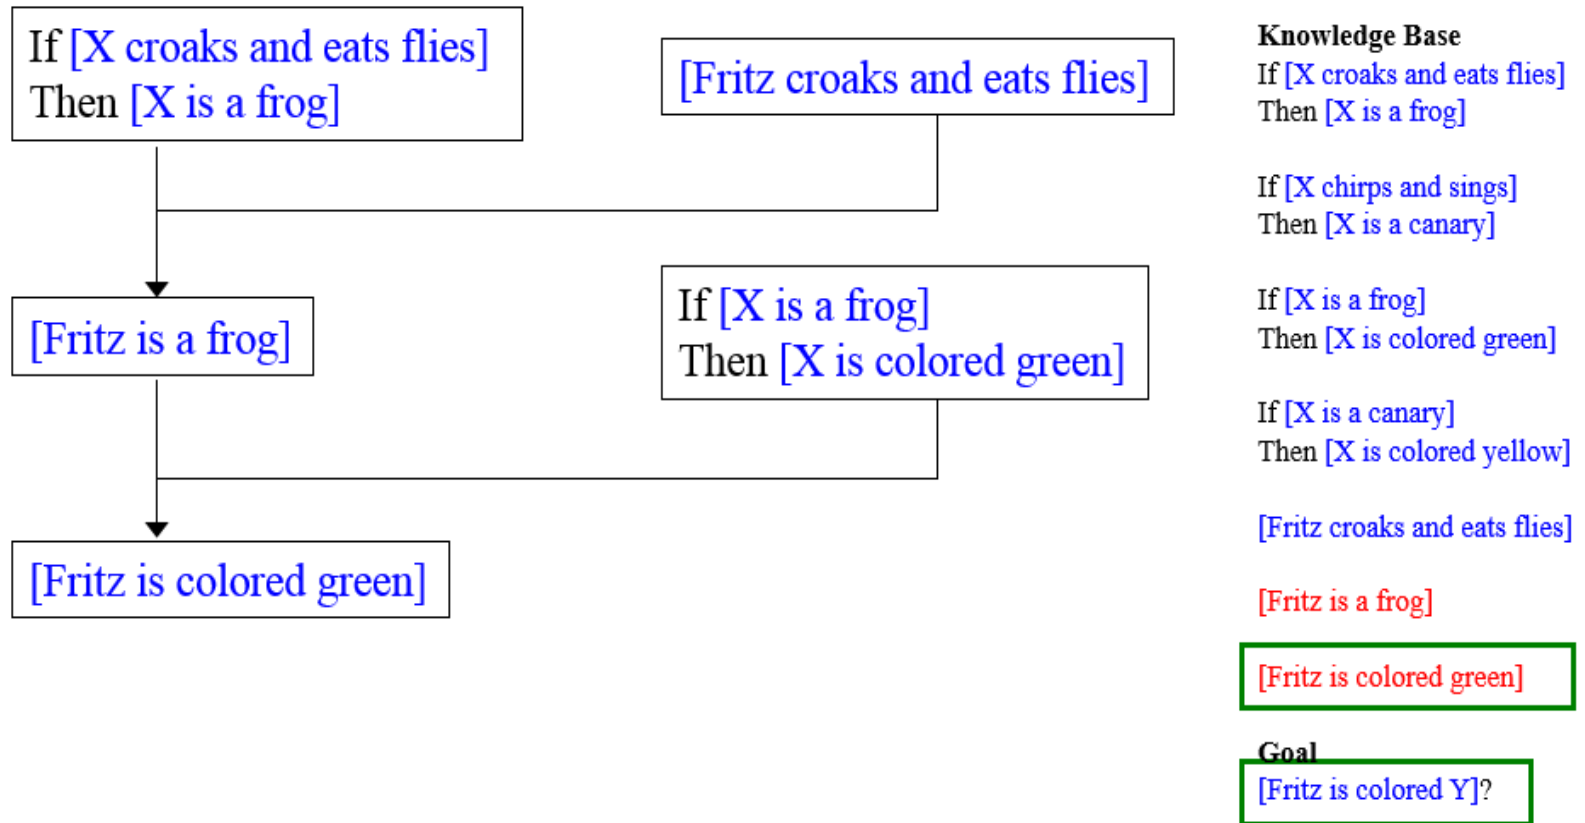 If [X croaks and eats flies]
Then [X is a frog]
[Fritz croaks and eats flies]
[Fritz is a frog]
If [X is a frog]
Then [X is colored green]
[Fritz is colored green]
Knowledge Base
If [X croaks and eats flies]
Then [X is a frog]
If [X chirps and sings]
Then [X is a canary]
If [X is a frog]
Then [X is colored green]
If [X is a canary]
Then [X is colored yellow]
[Fritz croaks and eats flies]
[Fritz is a frog]
[Fritz is colored green]
Goal
[Fritz is colored Y]?